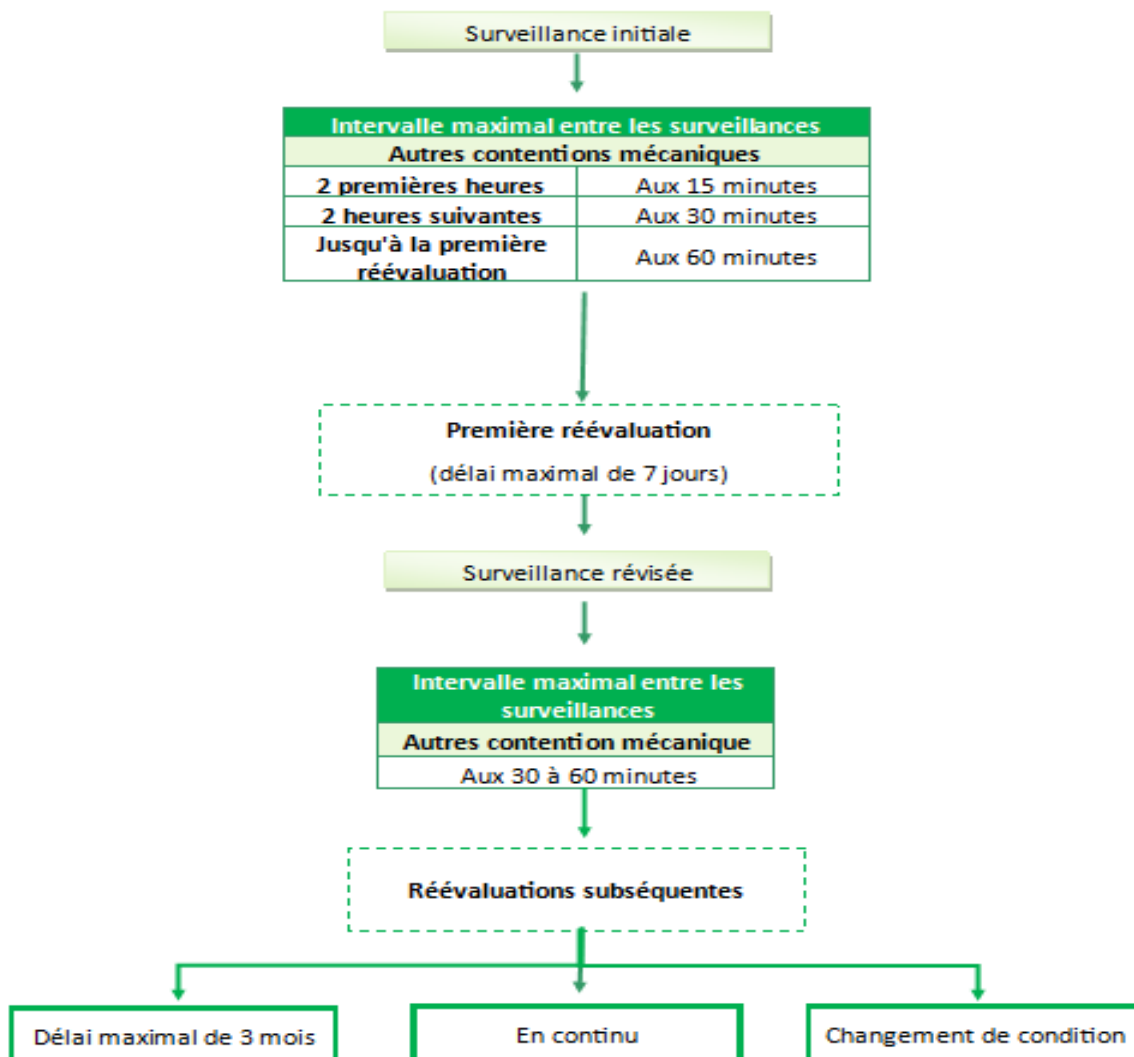 Surveillance initiale
Intervalle maximal entre les surveillances
Autres contentions mécaniques
2 premières heures Aux 15 minutes
2 heures suivantes Aux 30 minutes
Jusqu'à la première
réévaluation
Aux 60 minutes
Première réévaluation
(délai maximal de 7 jours)
Surveillance révisée
Intervalle maximal entre les
surveillances
Autres contention mécanique
Aux 30 à 60 minutes
Réévaluations subséquentes
Délai maximal de 3 mois
En continu
Changement de condition